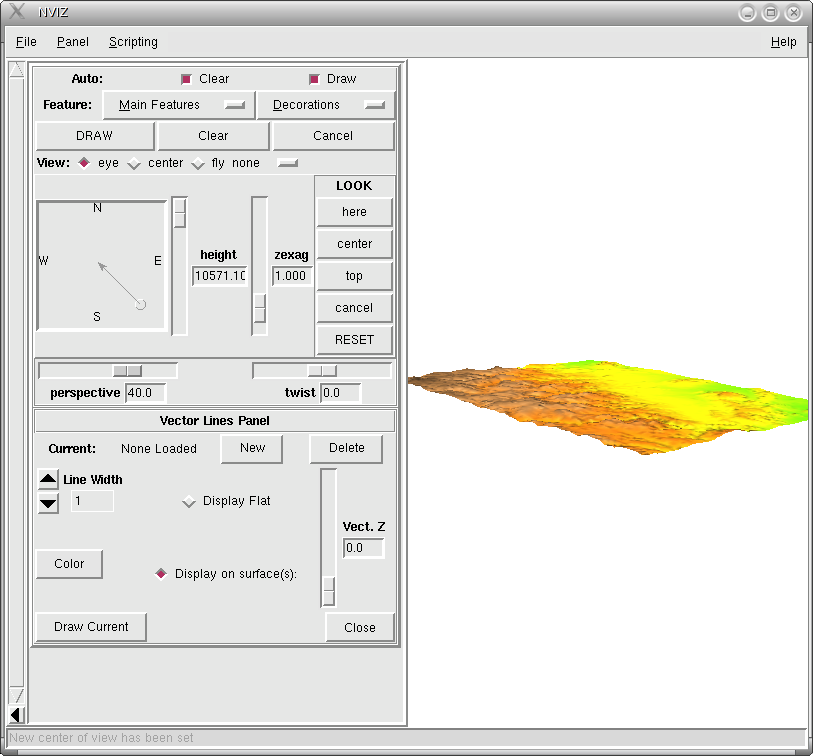 NVIZ
File Panel Scripting Help
Auto: Clear Draw
Feature: Main Features Decorations
DRAW Clear Cancel
View: eye center fly none
LOOK
N
W E
S
height
10571.10
zexag
1.000
here
center
top
cancel
RESET
perspective 40.0 twist 0.0
Vector Lines Panel
Current: None Loaded New Delete
Line Width
1
Display Flat
Vect. Z
0.0
Color
Display on surface(s):
Draw Current Close
New center of view has been set